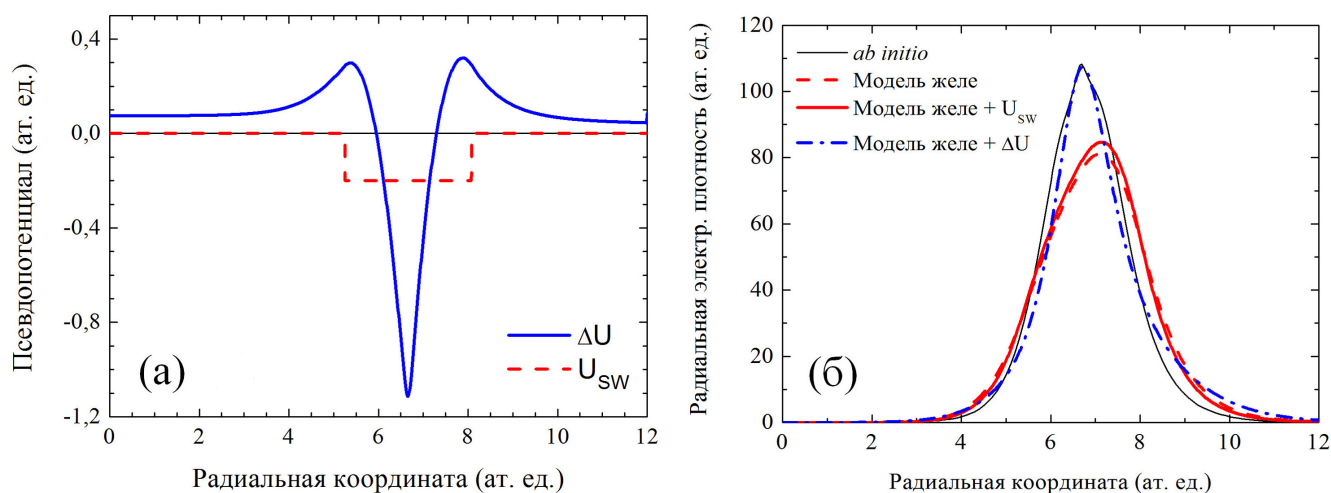 Псевдопотенциал (ат. ед.)
0,4
0,0
-0,4
-0,8
-1,2
(а)
ΔU
U_SW
0 2 4 6 8 10 12
Радиальная координата (ат. ед.)
Радиальная электр. плотность (ат. ед.)
120
100
80
60
40
20
0
ab initio
Модель желе
Модель желе + U_SW
Модель желе + ΔU
(б)
0 2 4 6 8 10 12
Радиальная координата (ат. ед.)